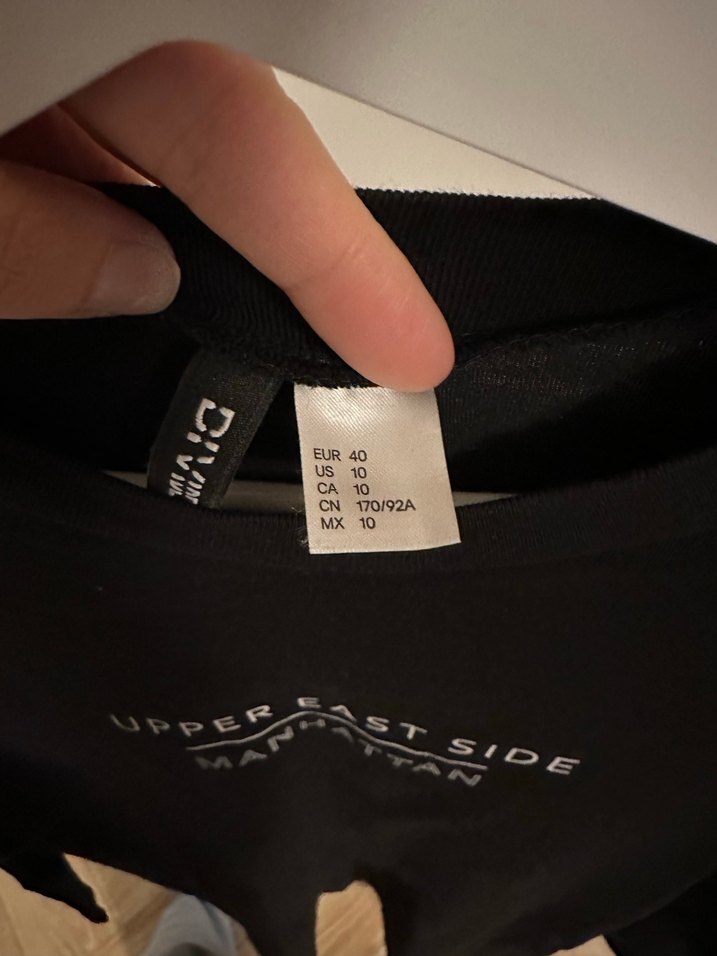 EUR 40
US 10
CA 10
CN 170/92A
MX 10
UPPER EAST SIDE
MANHATTAN